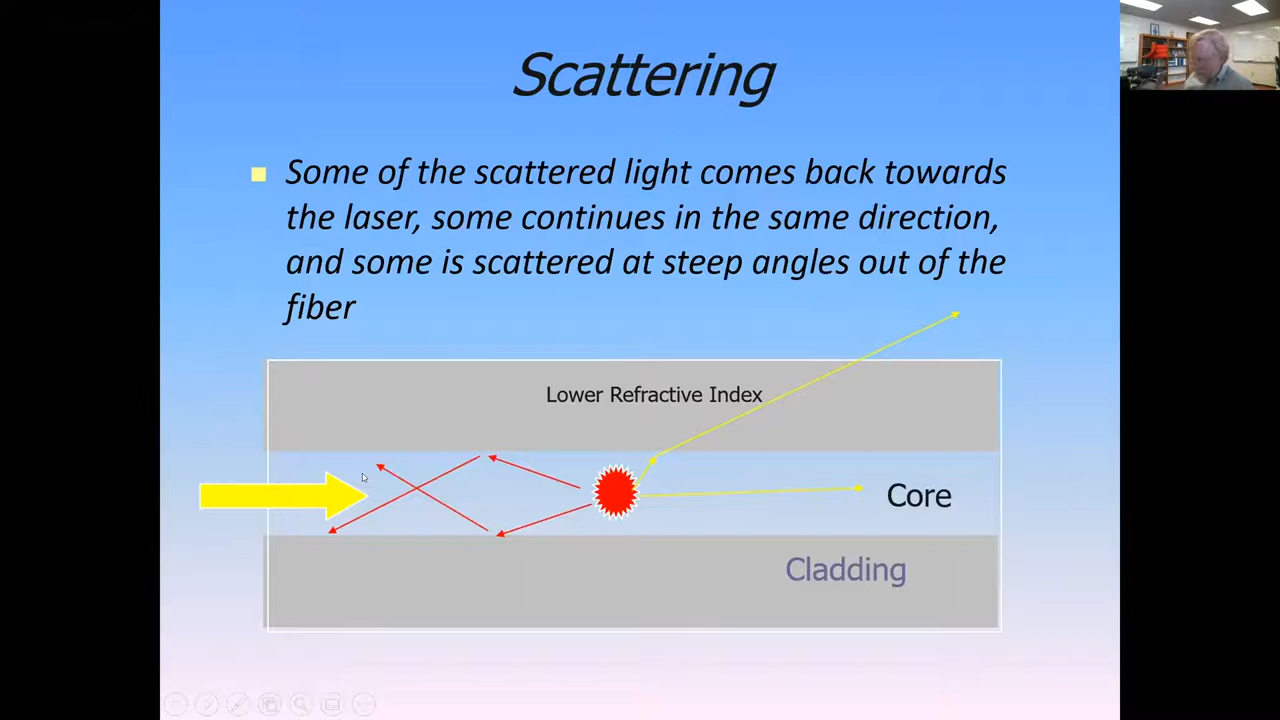 Scattering
Some of the scattered light comes back towards
the laser, some continues in the same direction,
and some is scattered at steep angles out of the
fiber
Lower Refractive Index
Core
Cladding